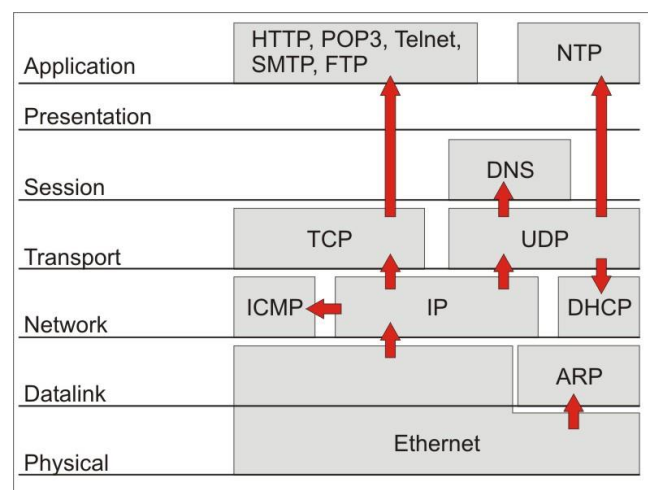 HTTP, POP3, Telnet,
SMTP, FTP
NTP
Application
Presentation
DNS
Session
TCP
UDP
Transport
ICMP
IP
DHCP
Network
ARP
Datalink
Ethernet
Physical